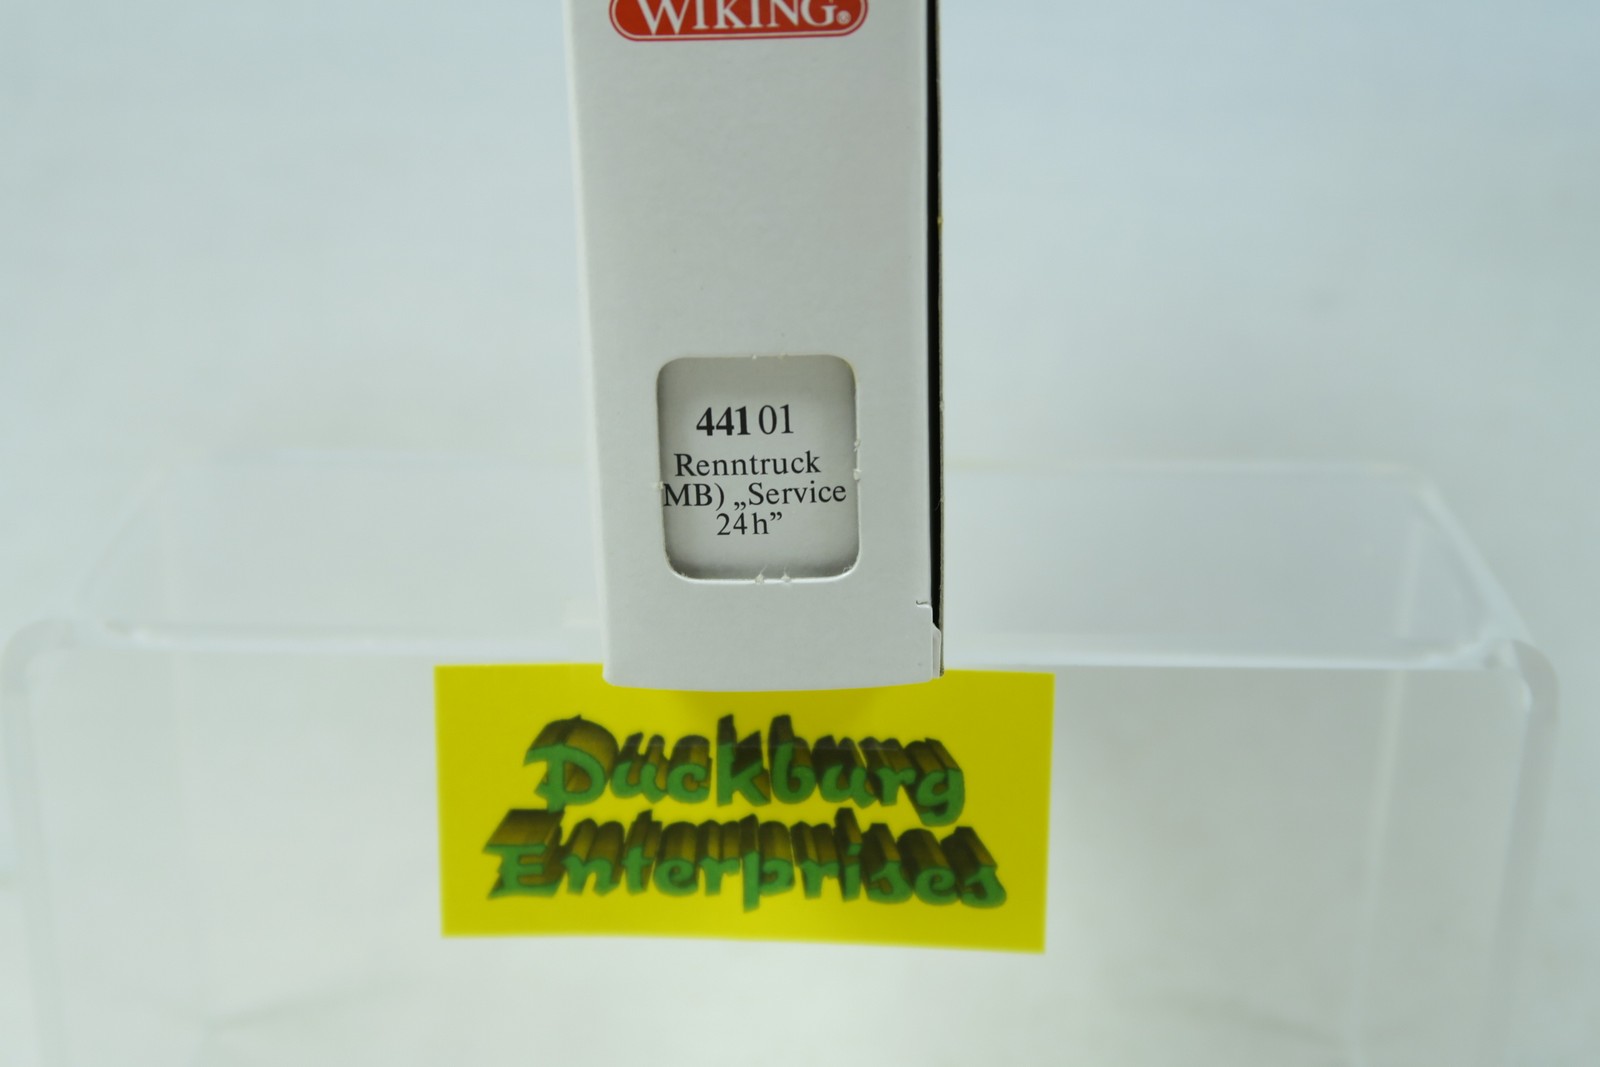 WIKING®
441 01
Renntruck
MB) „Service
24h”
Duckburg
Enterprises